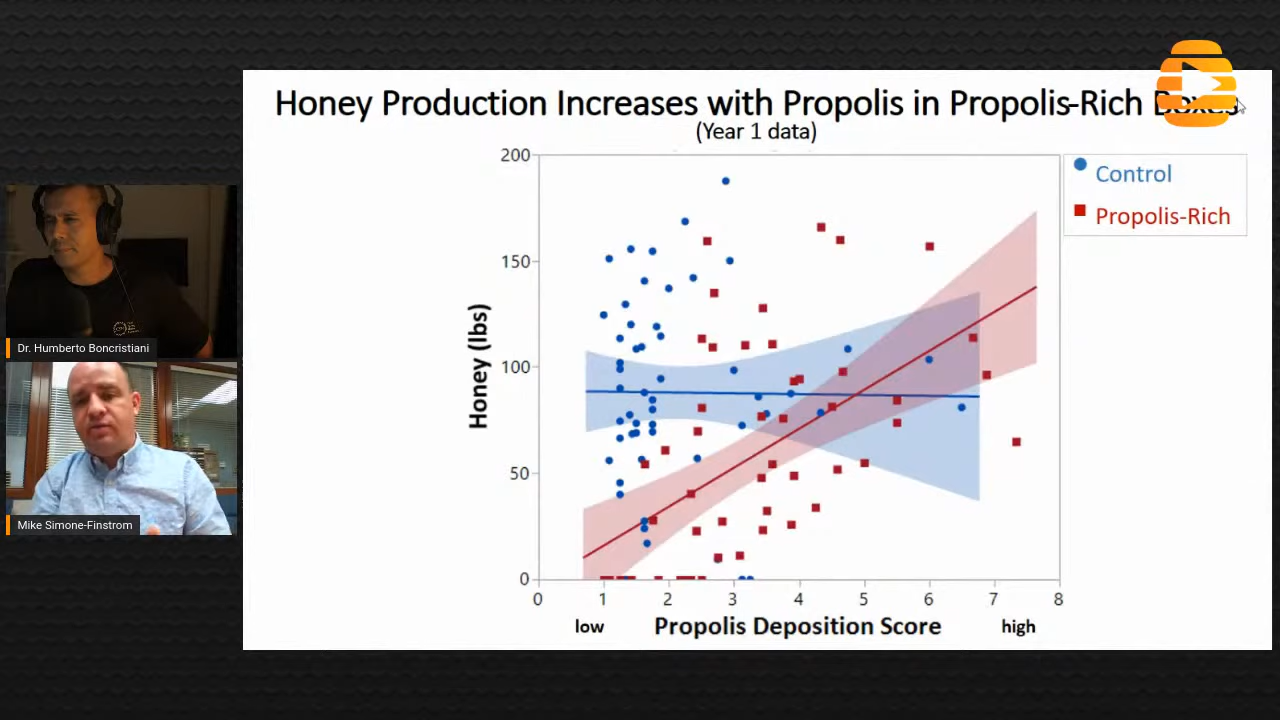 Honey Production Increases with Propolis in Propolis-Rich Boxes
(Year 1 data)
Control
Propolis-Rich
200
150
100
50
0
Honey (lbs)
0 1 2 3 4 5 6 7 8
low Propolis Deposition Score high
Dr. Humberto Boncristiani
Mike Simone-Finstrom